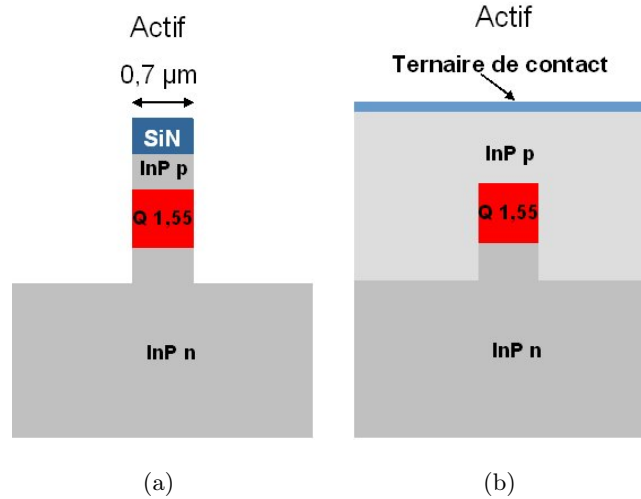 Actif
0,7 µm
SiN
InP p
Q 1,55
InP n
(a)
Actif
Ternaire de contact
InP p
Q 1,55
InP n
(b)